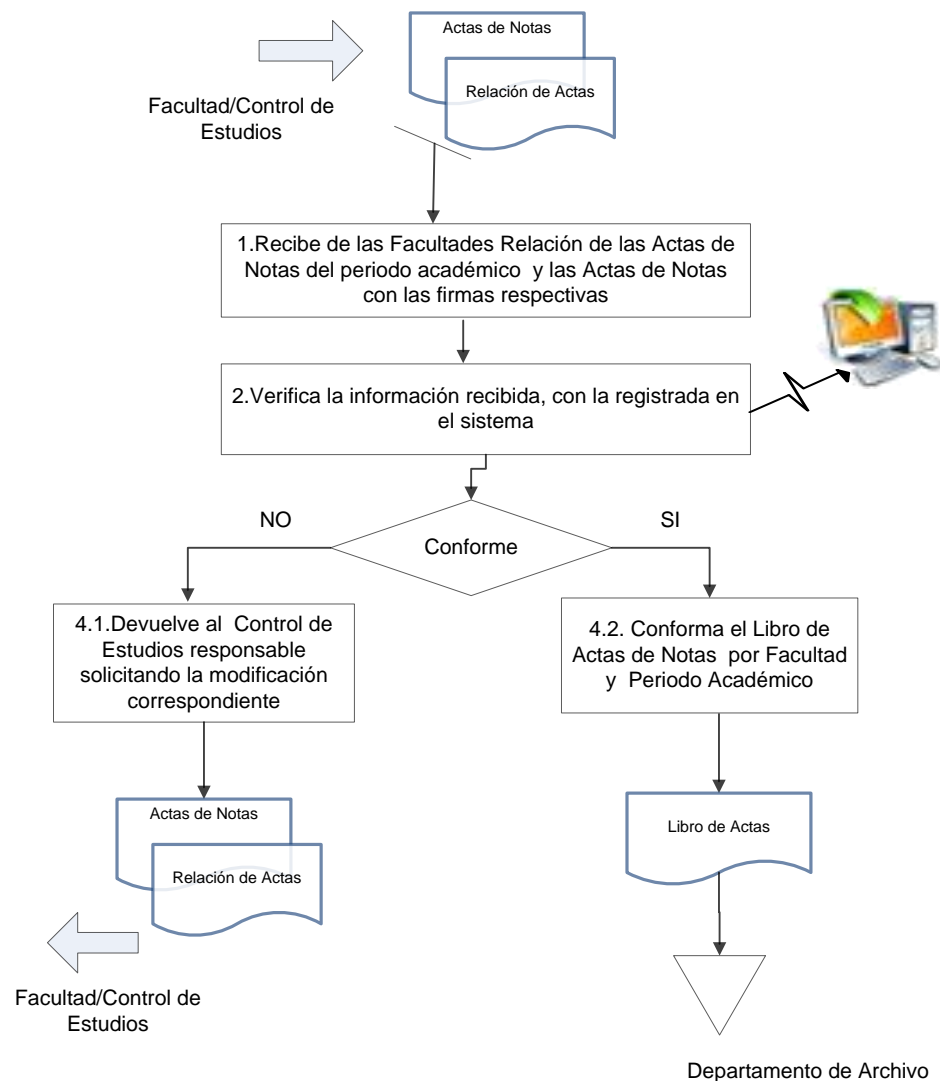 Actas de Notas
Relación de Actas
Facultad/Control de
Estudios
1.Recibe de las Facultades Relación de las Actas de
Notas del periodo académico y las Actas de Notas
con las firmas respectivas
2.Verifica la información recibida, con la registrada en
el sistema
NO
SI
Conforme
4.1.Devuelve al Control de
Estudios responsable
solicitando la modificación
correspondiente
4.2. Conforma el Libro de
Actas de Notas por Facultad
y Periodo Académico
Actas de Notas
Relación de Actas
Libro de Actas
Facultad/Control de
Estudios
Departamento de Archivo